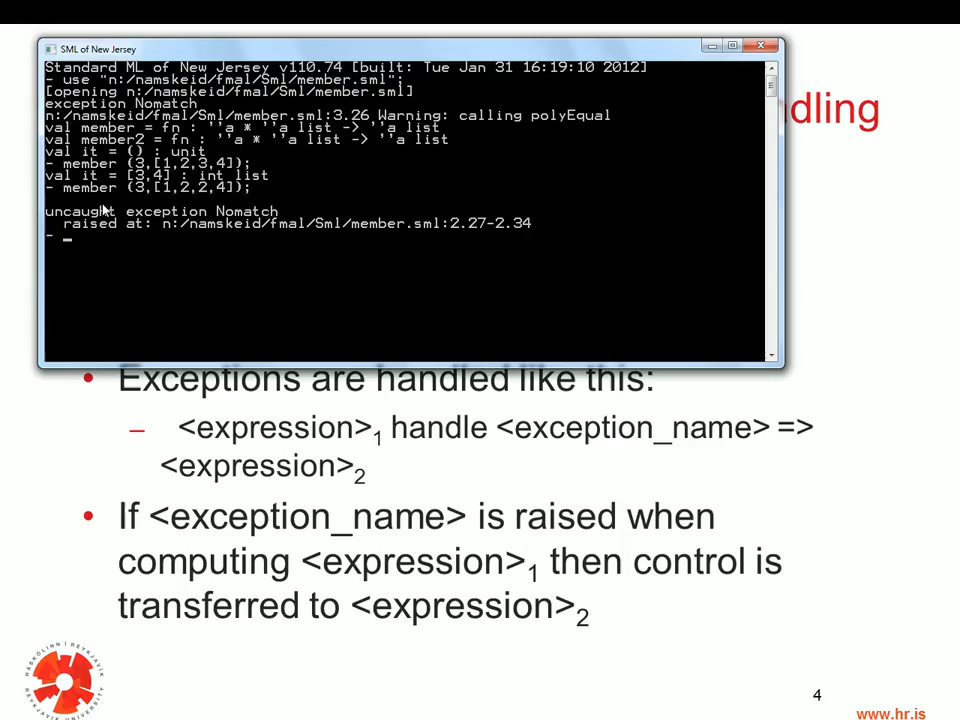 SML of New Jersey
Standard ML of New Jersey v110.74 [built: Tue Jan 31 16:19:10 2012]
- use "n:/namskeid/fmal/Sml/member.sml";
[opening n:/namskeid/fmal/Sml/member.sml]
exception Nomatch
n:/namskeid/fmal/Sml/member.sml:3.26 Warning: calling polyEqual
val member = fn : ''a * ''a list -> ''a list
val member2 = fn : ''a * ''a list -> ''a list
val it = () : unit
- member (3,[1,2,3,4]);
val it = [3,4] : int list
- member (3,[1,2,2,4]);
uncaught exception Nomatch
raised at: n:/namskeid/fmal/Sml/member.sml:2.27-2.34
-
dling
• Exceptions are handled like this:
– <expression>1 handle <exception_name> =>
<expression>2
• If <exception_name> is raised when
computing <expression>1 then control is
transferred to <expression>2
HÁSKÓLINN Í REYKJAVÍK
REYKJAVIK UNIVERSITY
4
www.hr.is